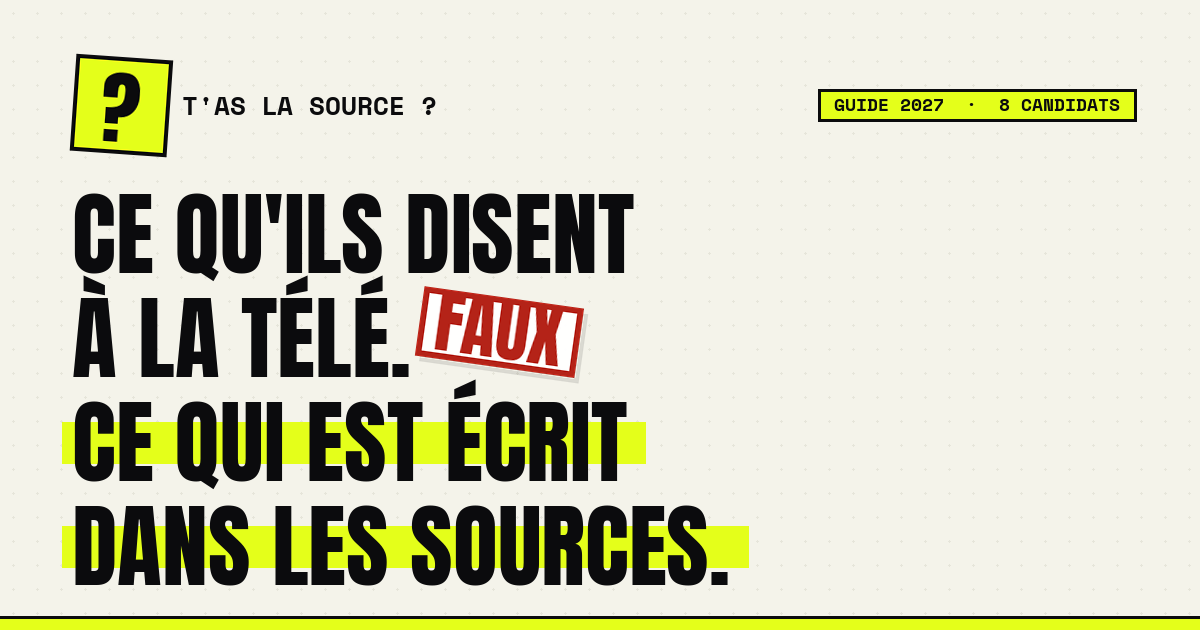 ?
T'AS LA SOURCE ?
GUIDE 2027 · 8 CANDIDATS
CE QU'ILS DISENT
À LA TÉLÉ. FAUX
CE QUI EST ÉCRIT
DANS LES SOURCES.